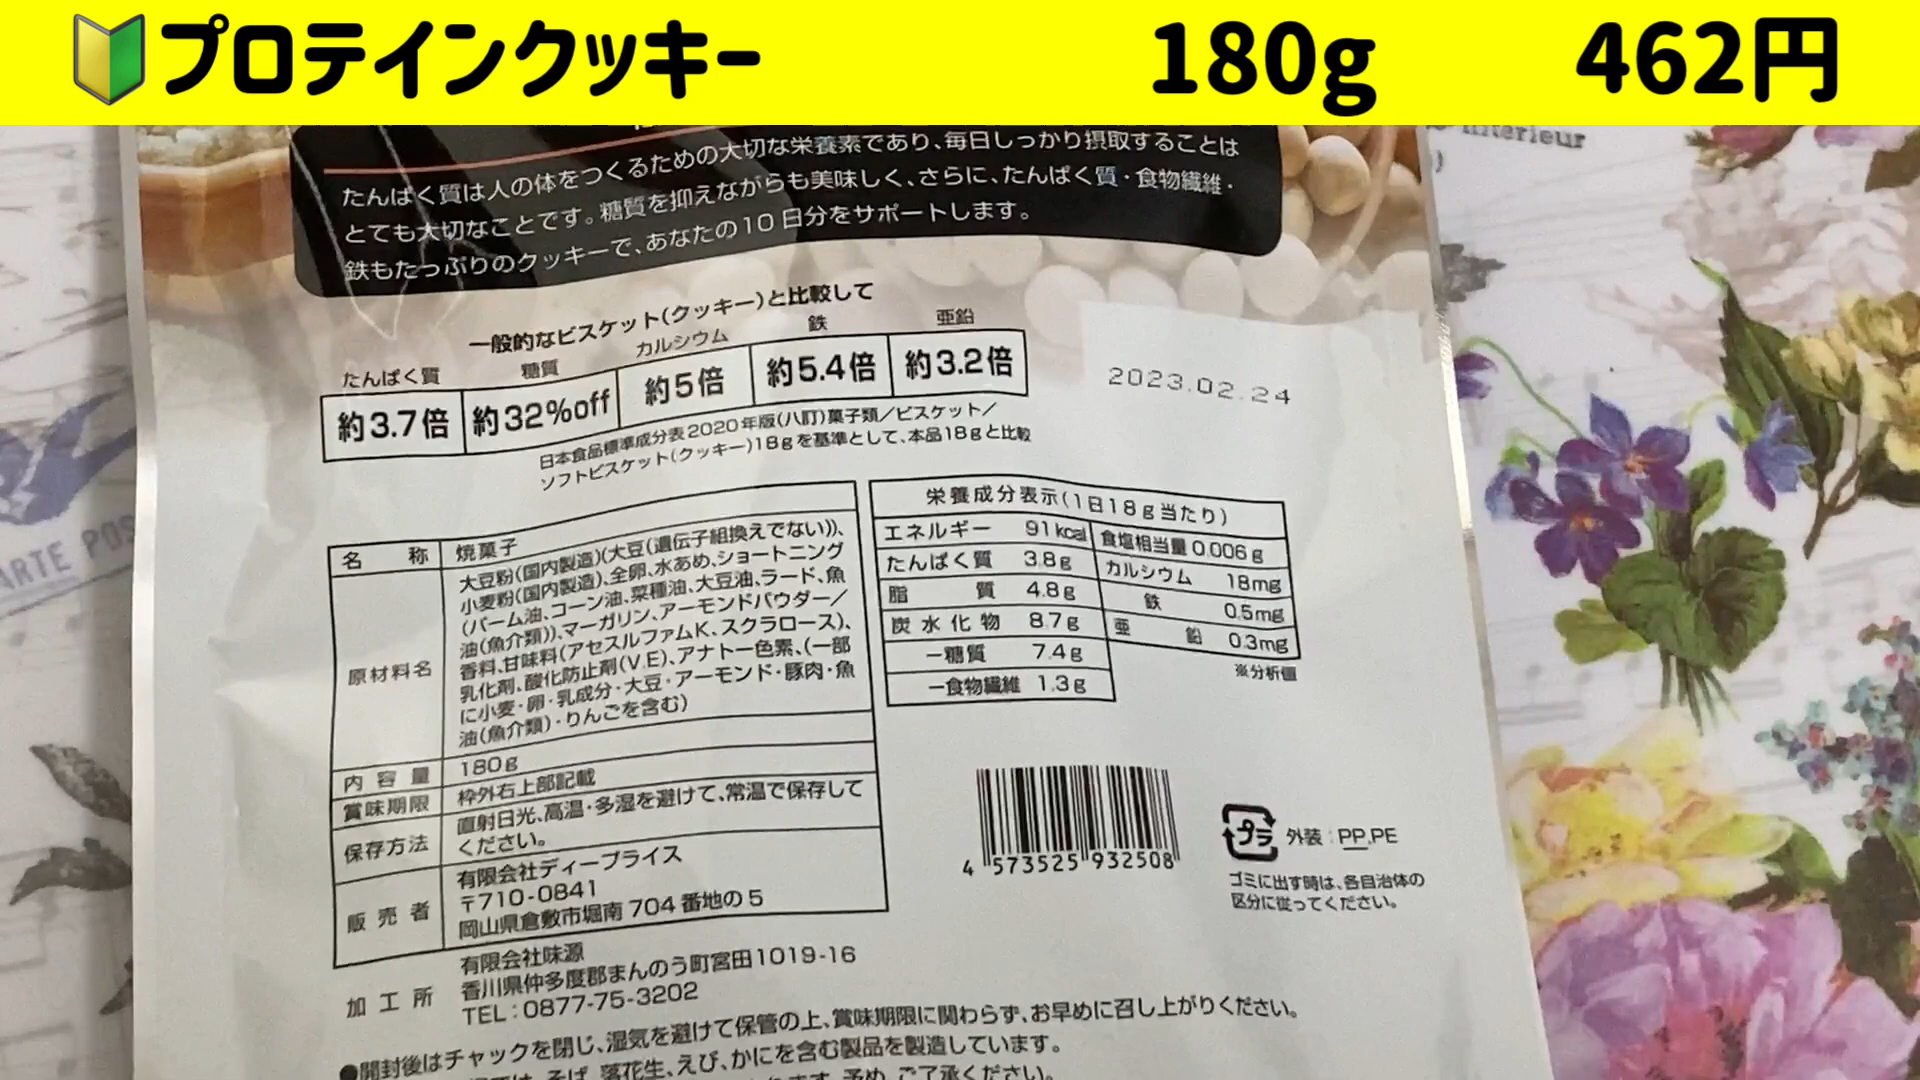 プロテインクッキー 180g 462円
たんぱく質は人の体をつくるための大切な栄養素であり、毎日しっかり摂取することは
とても大切なことです。糖質を抑えながらも美味しく、さらに、たんぱく質・食物繊維・
鉄もたっぷりのクッキーで、あなたの10日分をサポートします。
一般的なビスケット(クッキー)と比較して
たんぱく質 糖質 カルシウム 鉄 亜鉛
約3.7倍 約32%off 約5倍 約5.4倍 約3.2倍
日本食品標準成分表2020年版(八訂)菓子類/ビスケット/
ソフトビスケット(クッキー)18gを基準として、本品18gと比較
2023.02.24
名称 焼菓子
原材料名
大豆粉(国内製造)(大豆(遺伝子組換えでない))、
小麦粉(国内製造)、全卵、水あめ、ショートニング
(パーム油、コーン油、菜種油、大豆油、ラード、魚
油(魚介類))、マーガリン、アーモンドパウダー/
香料、甘味料(アセスルファムK、スクラロース)、
乳化剤、酸化防止剤(V.E)、アナトー色素、(一部
に小麦・卵・乳成分・大豆・アーモンド・豚肉・魚
油(魚介類)・りんごを含む)
内容量 180g
賞味期限 枠外右上部記載
保存方法 直射日光、高温・多湿を避けて、常温で保存して
ください。
販売者 有限会社ディープライス
〒710-0841
岡山県倉敷市堀南704番地の5
加工所 有限会社味源
香川県仲多度郡まんのう町宮田1019-16
TEL:0877-75-3202
栄養成分表示(1日18g当たり)
エネルギー 91kcal
たんぱく質 3.8g
脂質 4.8g
炭水化物 8.7g
ー糖質 7.4g
ー食物繊維 1.3g
食塩相当量 0.006g
カルシウム 18mg
鉄 0.5mg
亜鉛 0.3mg
※分析値
4 573525 932508
プラ 外装:PP,PE
ゴミに出す時は、各自治体の
区分に従ってください。
●開封後はチャックを閉じ、湿気を避けて保管の上、賞味期限に関わらず、お早めに召し上がりください。
そば、落花生、えび、かにを含む製品を製造しています。
予め、ご了承ください。
interieur
ARTE POS